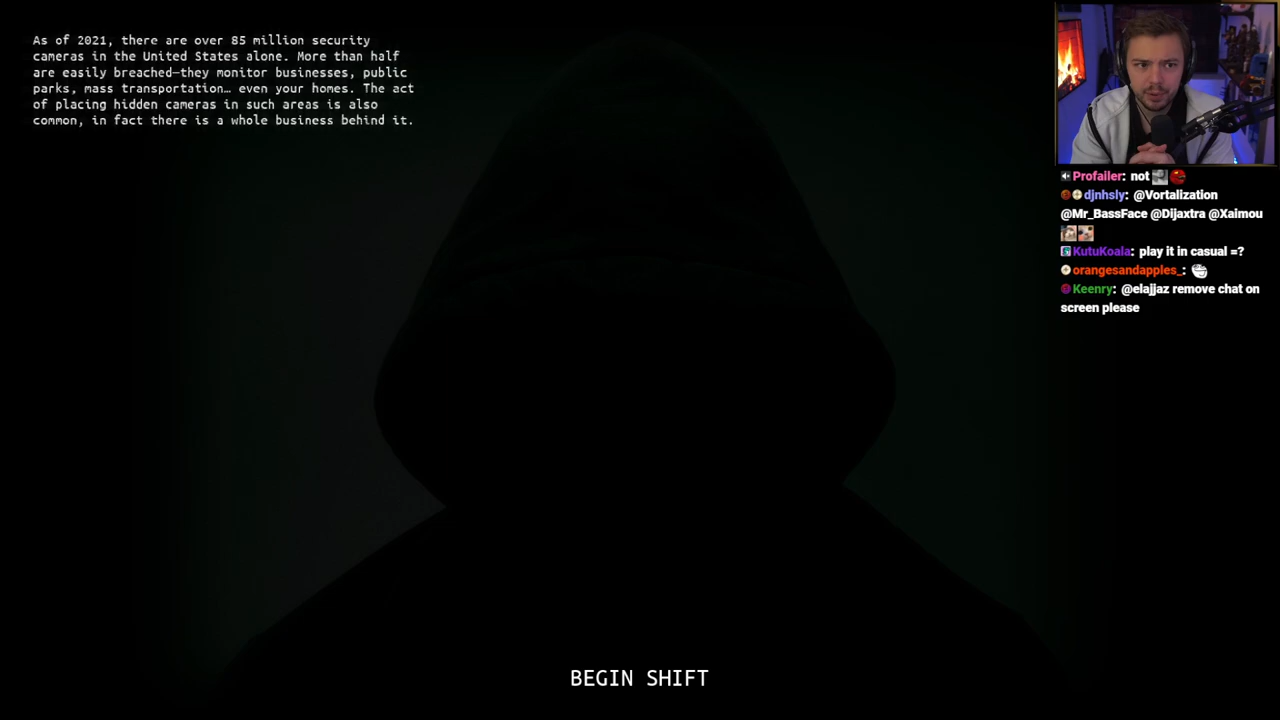 As of 2021, there are over 85 million security
cameras in the United States alone. More than half
are easily breached—they monitor businesses, public
parks, mass transportation… even your homes. The act
of placing hidden cameras in such areas is also
common, in fact there is a whole business behind it.
Profailer: not
djnhsly: @Vortalization
@Mr_BassFace @Dijaxtra @Xaimou
KutuKoala: play it in casual =?
orangesandapples_:
Keenry: @elajjaz remove chat on
screen please
BEGIN SHIFT